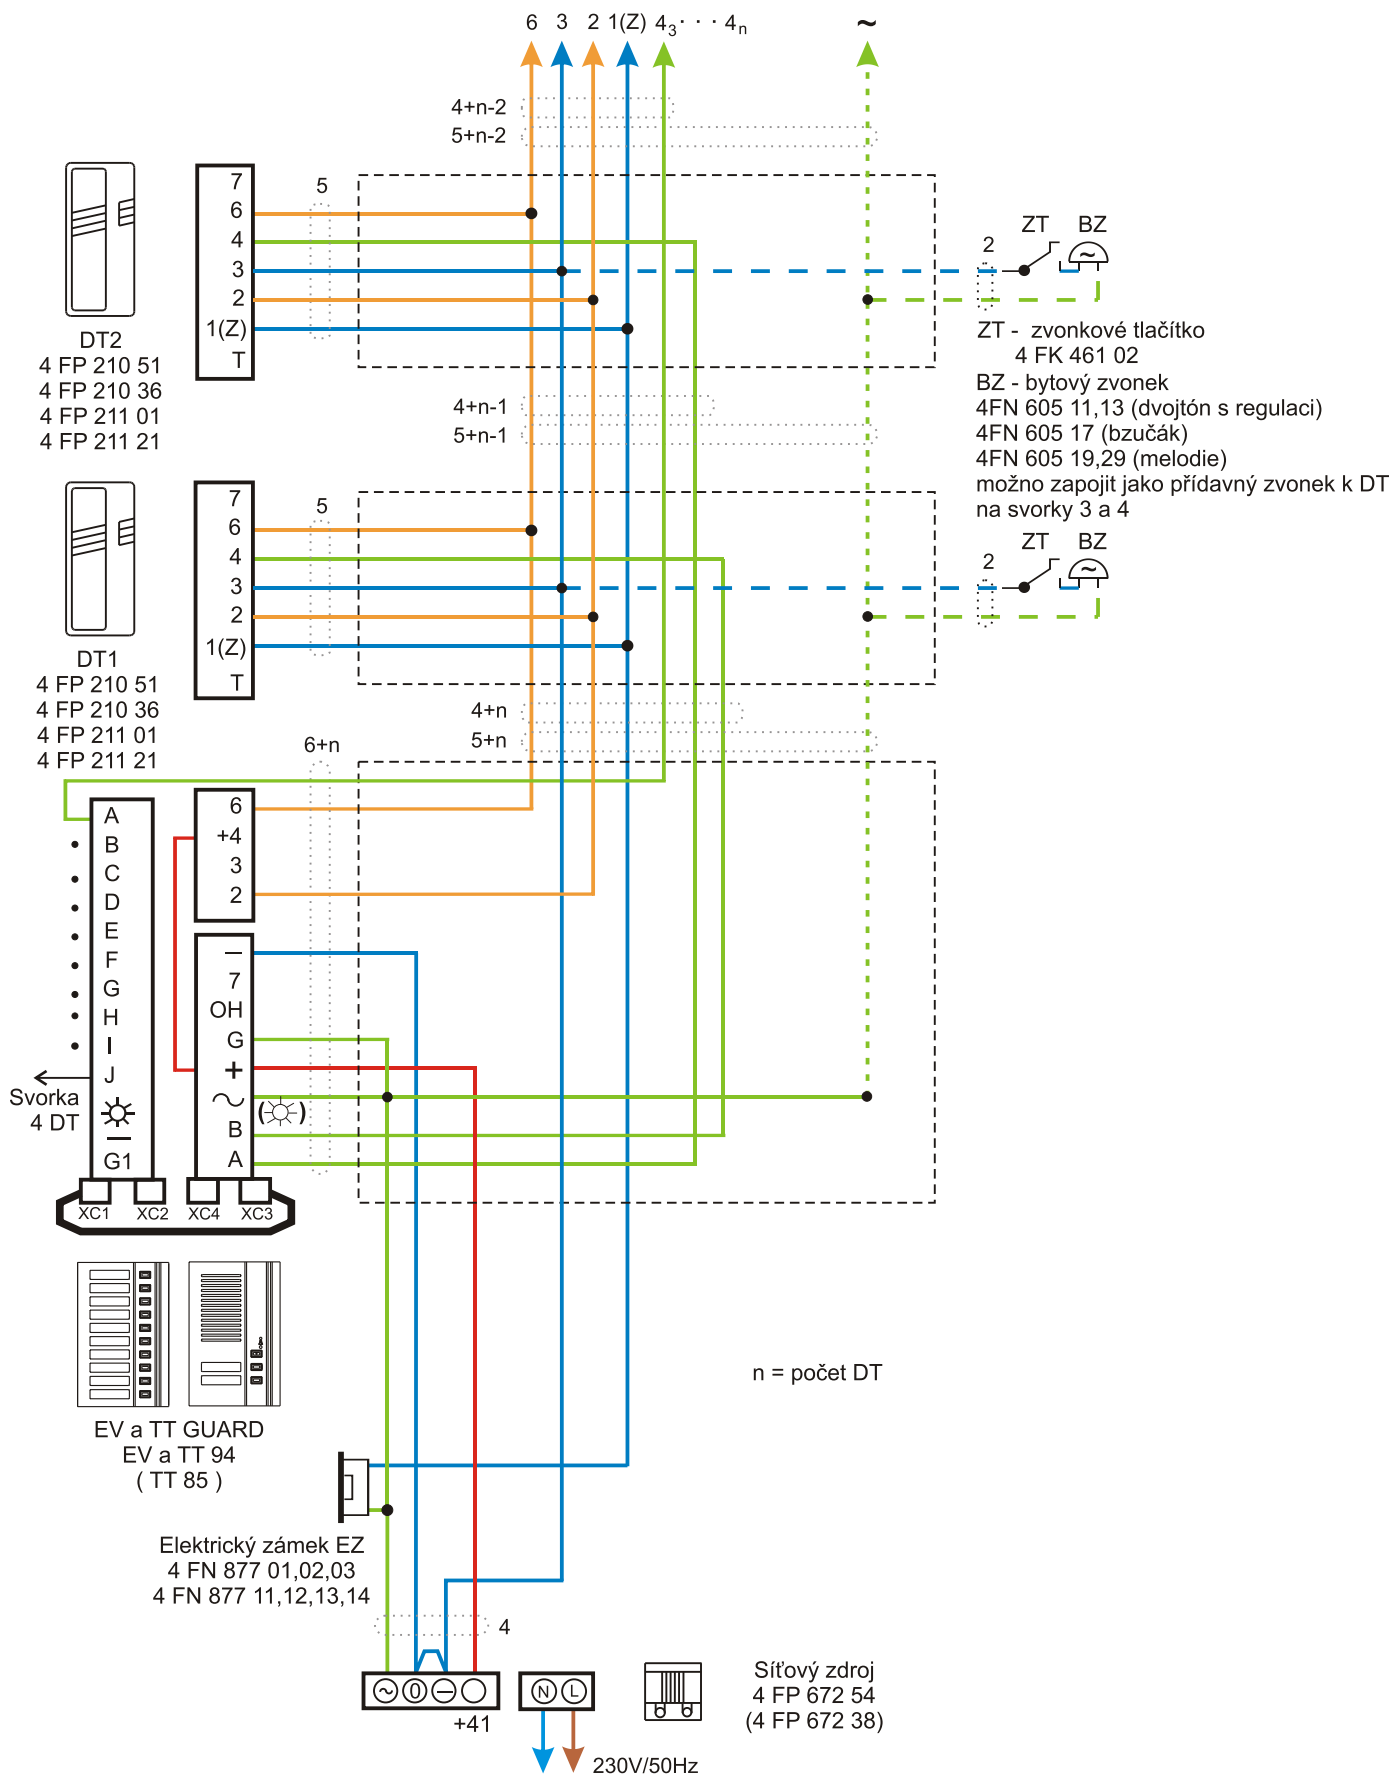 6 3 2 1(Z) 4₃ · · · 4ₙ ~
4+n-2
5+n-2
7
6
4
3
2
1(Z)
T
5
DT2
4 FP 210 51
4 FP 210 36
4 FP 211 01
4 FP 211 21
2
ZT BZ
~
ZT - zvonkové tlačítko
4 FK 461 02
BZ - bytový zvonek
4FN 605 11,13 (dvojtón s regulaci)
4FN 605 17 (bzučák)
4FN 605 19,29 (melodie)
možno zapojit jako přídavný zvonek k DT
na svorky 3 a 4
4+n-1
5+n-1
7
6
4
3
2
1(Z)
T
5
DT1
4 FP 210 51
4 FP 210 36
4 FP 211 01
4 FP 211 21
2
ZT BZ
~
4+n
5+n
6+n
A
B
C
D
E
F
G
H
I
J
—
G1
Svorka
4 DT
6
+4
3
2
—
7
OH
G
+
~
B
A
XC1 XC2 XC4 XC3
EV a TT GUARD
EV a TT 94
( TT 85 )
n = počet DT
Elektrický zámek EZ
4 FN 877 01,02,03
4 FN 877 11,12,13,14
4
~ 0 —
+41
N L
230V/50Hz
Síťový zdroj
4 FP 672 54
(4 FP 672 38)